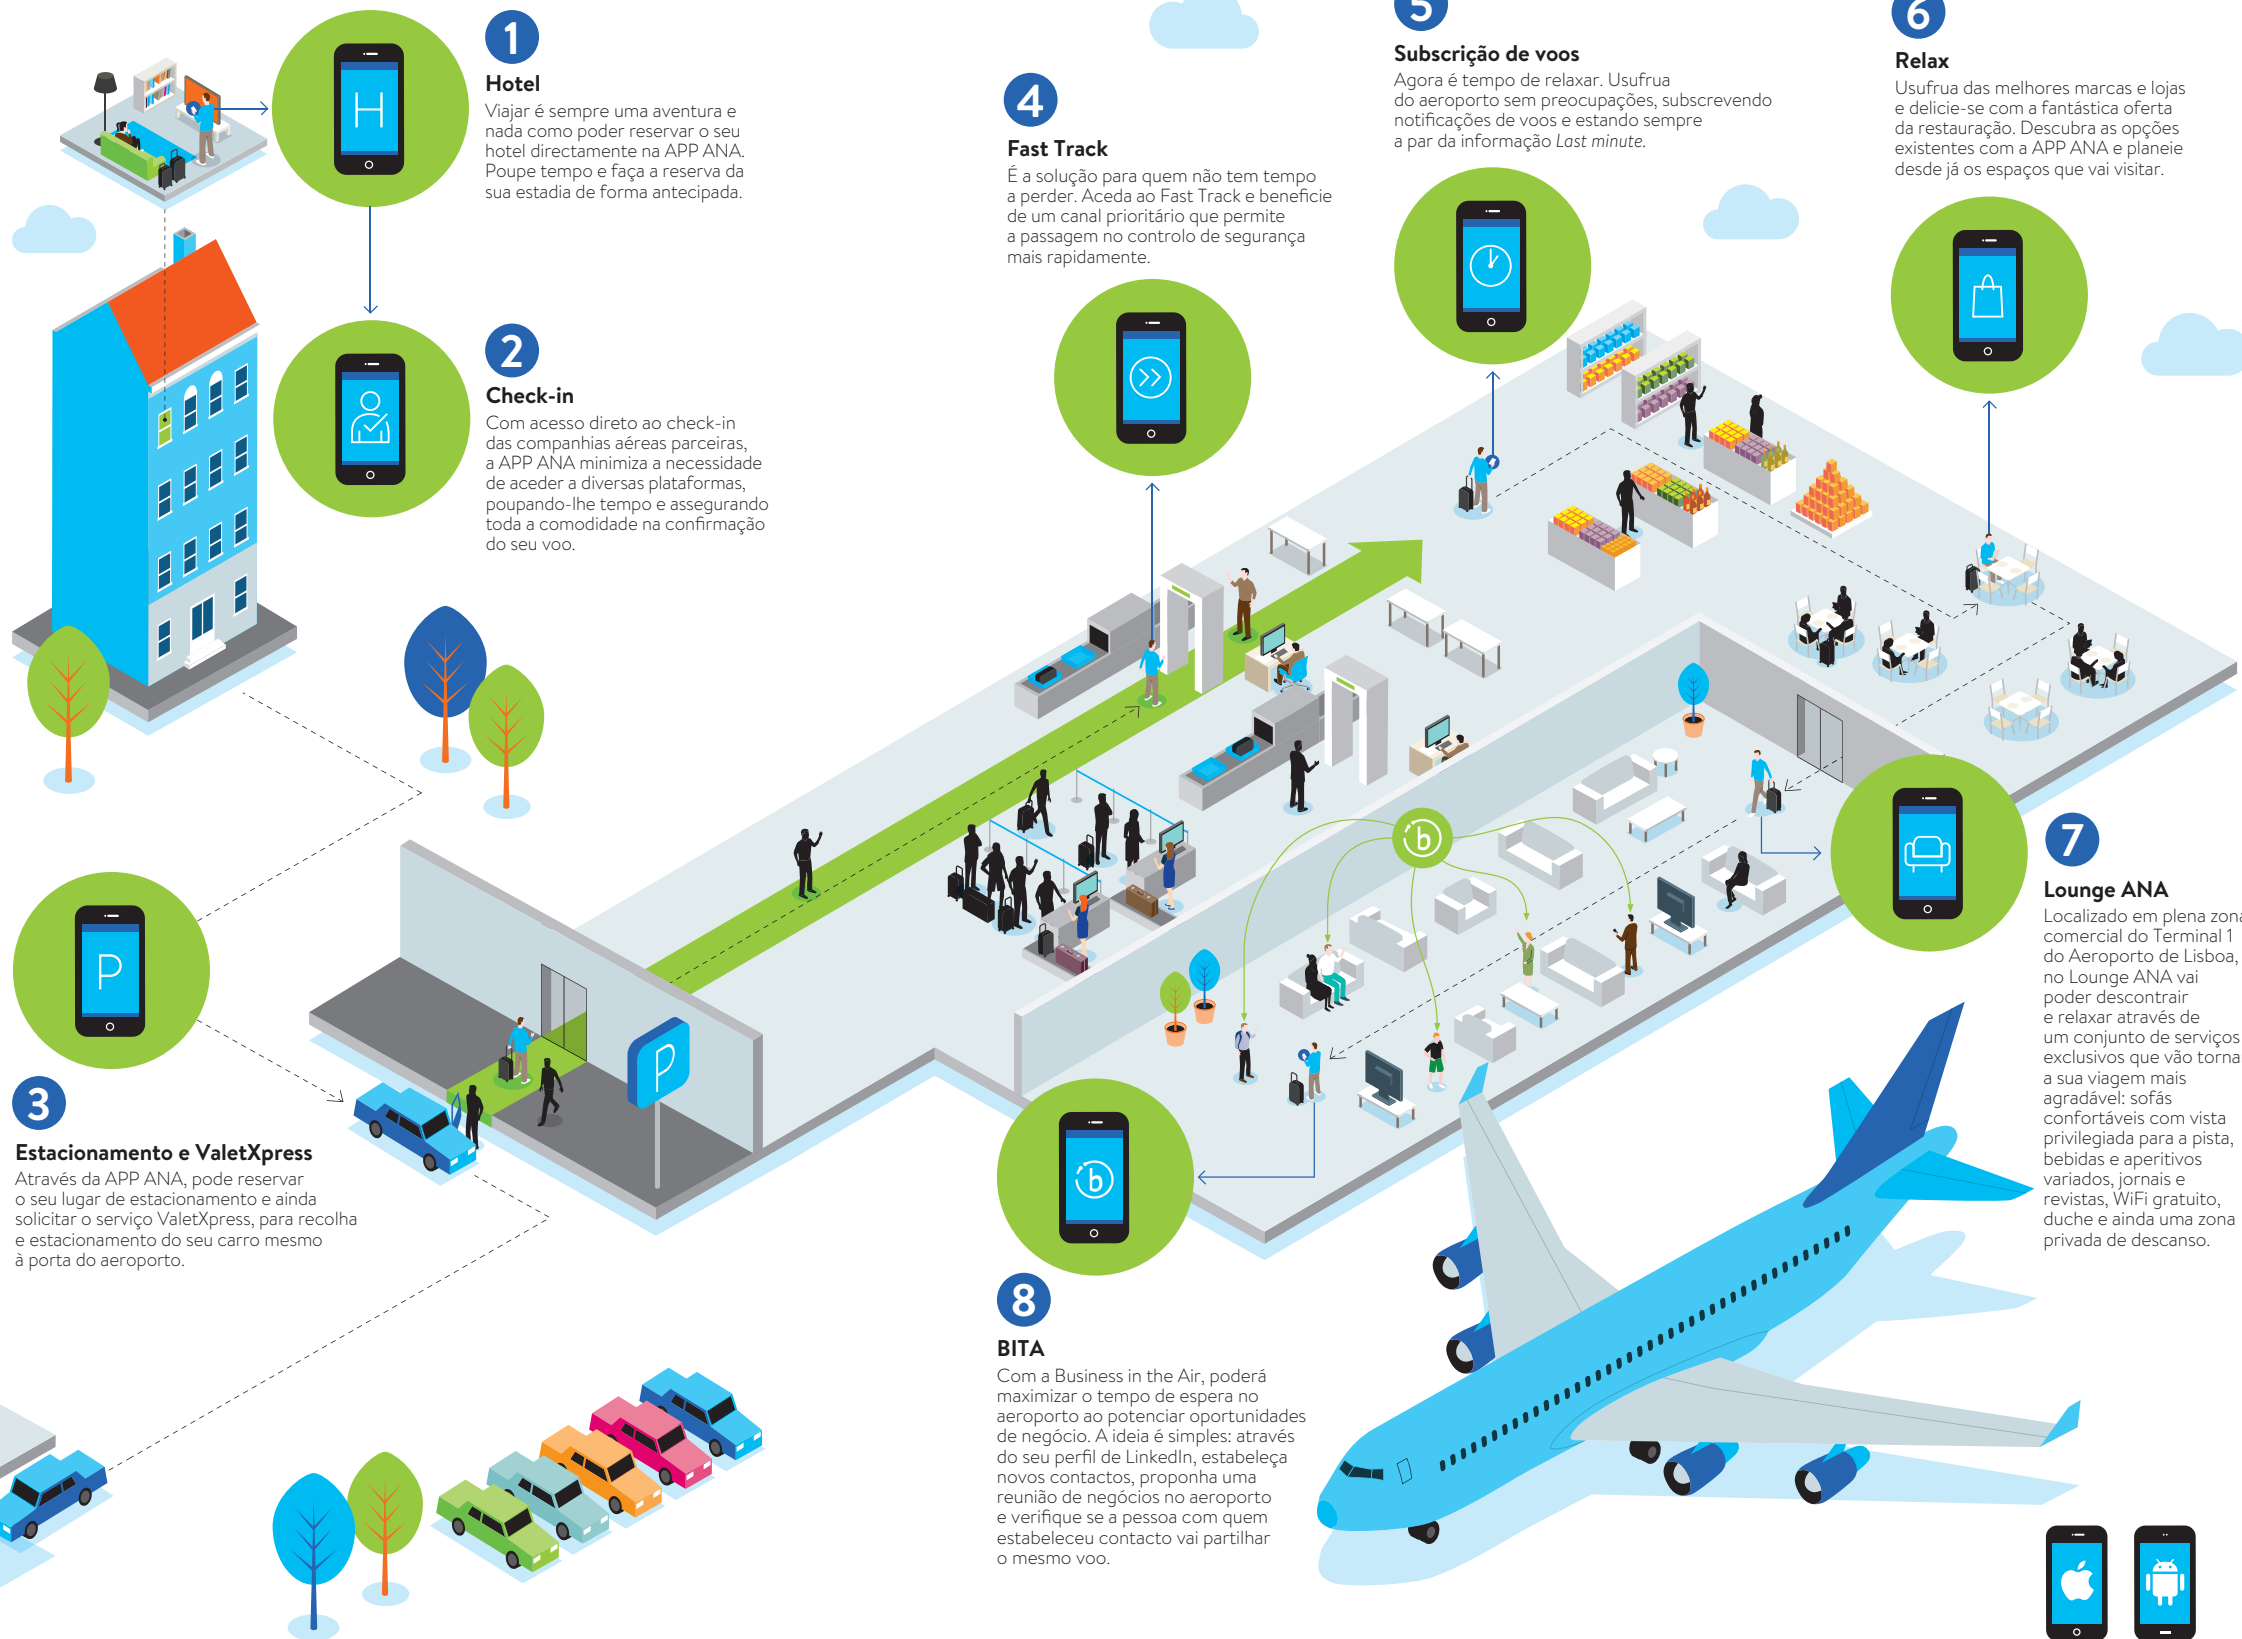 1
Hotel
Viajar é sempre uma aventura e
nada como poder reservar o seu
hotel directamente na APP ANA.
Poupe tempo e faça a reserva da
sua estadia de forma antecipada.
H
2
Check-in
Com acesso direto ao check-in
das companhias aéreas parceiras,
a APP ANA minimiza a necessidade
de aceder a diversas plataformas,
poupando-lhe tempo e assegurando
toda a comodidade na confirmação
do seu voo.
P
3
Estacionamento e ValetXpress
Através da APP ANA, pode reservar
o seu lugar de estacionamento e ainda
solicitar o serviço ValetXpress, para recolha
e estacionamento do seu carro mesmo
à porta do aeroporto.
P
4
Fast Track
É a solução para quem não tem tempo
a perder. Aceda ao Fast Track e beneficie
de um canal prioritário que permite
a passagem no controlo de segurança
mais rapidamente.
5
Subscrição de voos
Agora é tempo de relaxar. Usufrua
do aeroporto sem preocupações, subscrevendo
notificações de voos e estando sempre
a par da informação Last minute.
6
Relax
Usufrua das melhores marcas e lojas
e delicie-se com a fantástica oferta
da restauração. Descubra as opções
existentes com a APP ANA e planeie
desde já os espaços que vai visitar.
7
Lounge ANA
Localizado em plena zona
comercial do Terminal 1
do Aeroporto de Lisboa,
no Lounge ANA vai
poder descontrair
e relaxar através de
um conjunto de serviços
exclusivos que vão torna
a sua viagem mais
agradável: sofás
confortáveis com vista
privilegiada para a pista,
bebidas e aperitivos
variados, jornais e
revistas, WiFi gratuito,
duche e ainda uma zona
privada de descanso.
b
b
8
BITA
Com a Business in the Air, poderá
maximizar o tempo de espera no
aeroporto ao potenciar oportunidades
de negócio. A ideia é simples: através
do seu perfil de LinkedIn, estabeleça
novos contactos, proponha uma
reunião de negócios no aeroporto
e verifique se a pessoa com quem
estabeleceu contacto vai partilhar
o mesmo voo.